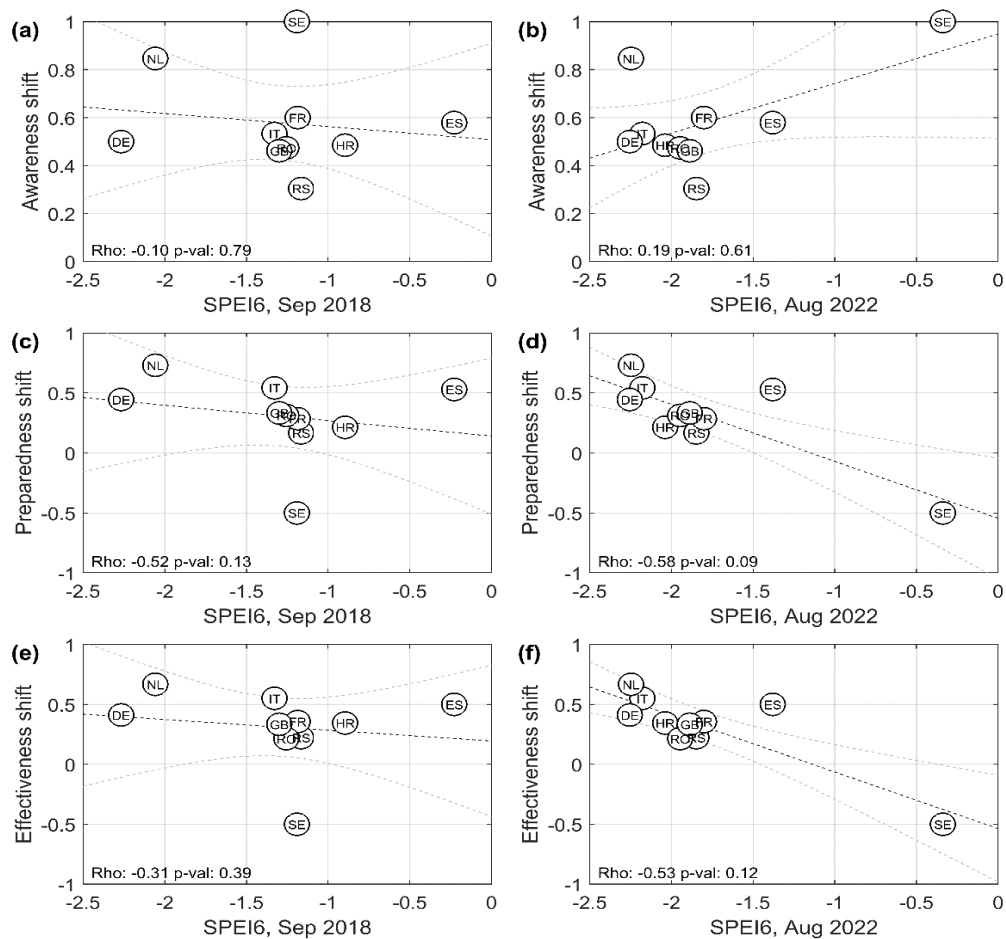 (a)
Awareness shift
1
0.8
0.6
0.4
0.2
0
SE
NL
FR
ES
IT
DE
RO
GB
HR
RS
Rho: -0.10 p-val: 0.79
-2.5 -2 -1.5 -1 -0.5 0
SPEI6, Sep 2018
(b)
Awareness shift
1
0.8
0.6
0.4
0.2
0
SE
NL
FR
ES
IT
DE
HR
RO
GB
RS
Rho: 0.19 p-val: 0.61
-2.5 -2 -1.5 -1 -0.5 0
SPEI6, Aug 2022
(c)
Preparedness shift
1
0.5
0
-0.5
-1
NL
IT
ES
DE
GB
RO
FR
HR
RS
SE
Rho: -0.52 p-val: 0.13
-2.5 -2 -1.5 -1 -0.5 0
SPEI6, Sep 2018
(d)
Preparedness shift
1
0.5
0
-0.5
-1
NL
IT
ES
DE
RO
GB
FR
HR
RS
SE
Rho: -0.58 p-val: 0.09
-2.5 -2 -1.5 -1 -0.5 0
SPEI6, Aug 2022
(e)
Effectiveness shift
1
0.5
0
-0.5
-1
NL
IT
ES
DE
GB
FR
HR
RO
RS
SE
Rho: -0.31 p-val: 0.39
-2.5 -2 -1.5 -1 -0.5 0
SPEI6, Sep 2018
(f)
Effectiveness shift
1
0.5
0
-0.5
-1
NL
IT
ES
DE
HR
GB
FR
RO
RS
SE
Rho: -0.53 p-val: 0.12
-2.5 -2 -1.5 -1 -0.5 0
SPEI6, Aug 2022